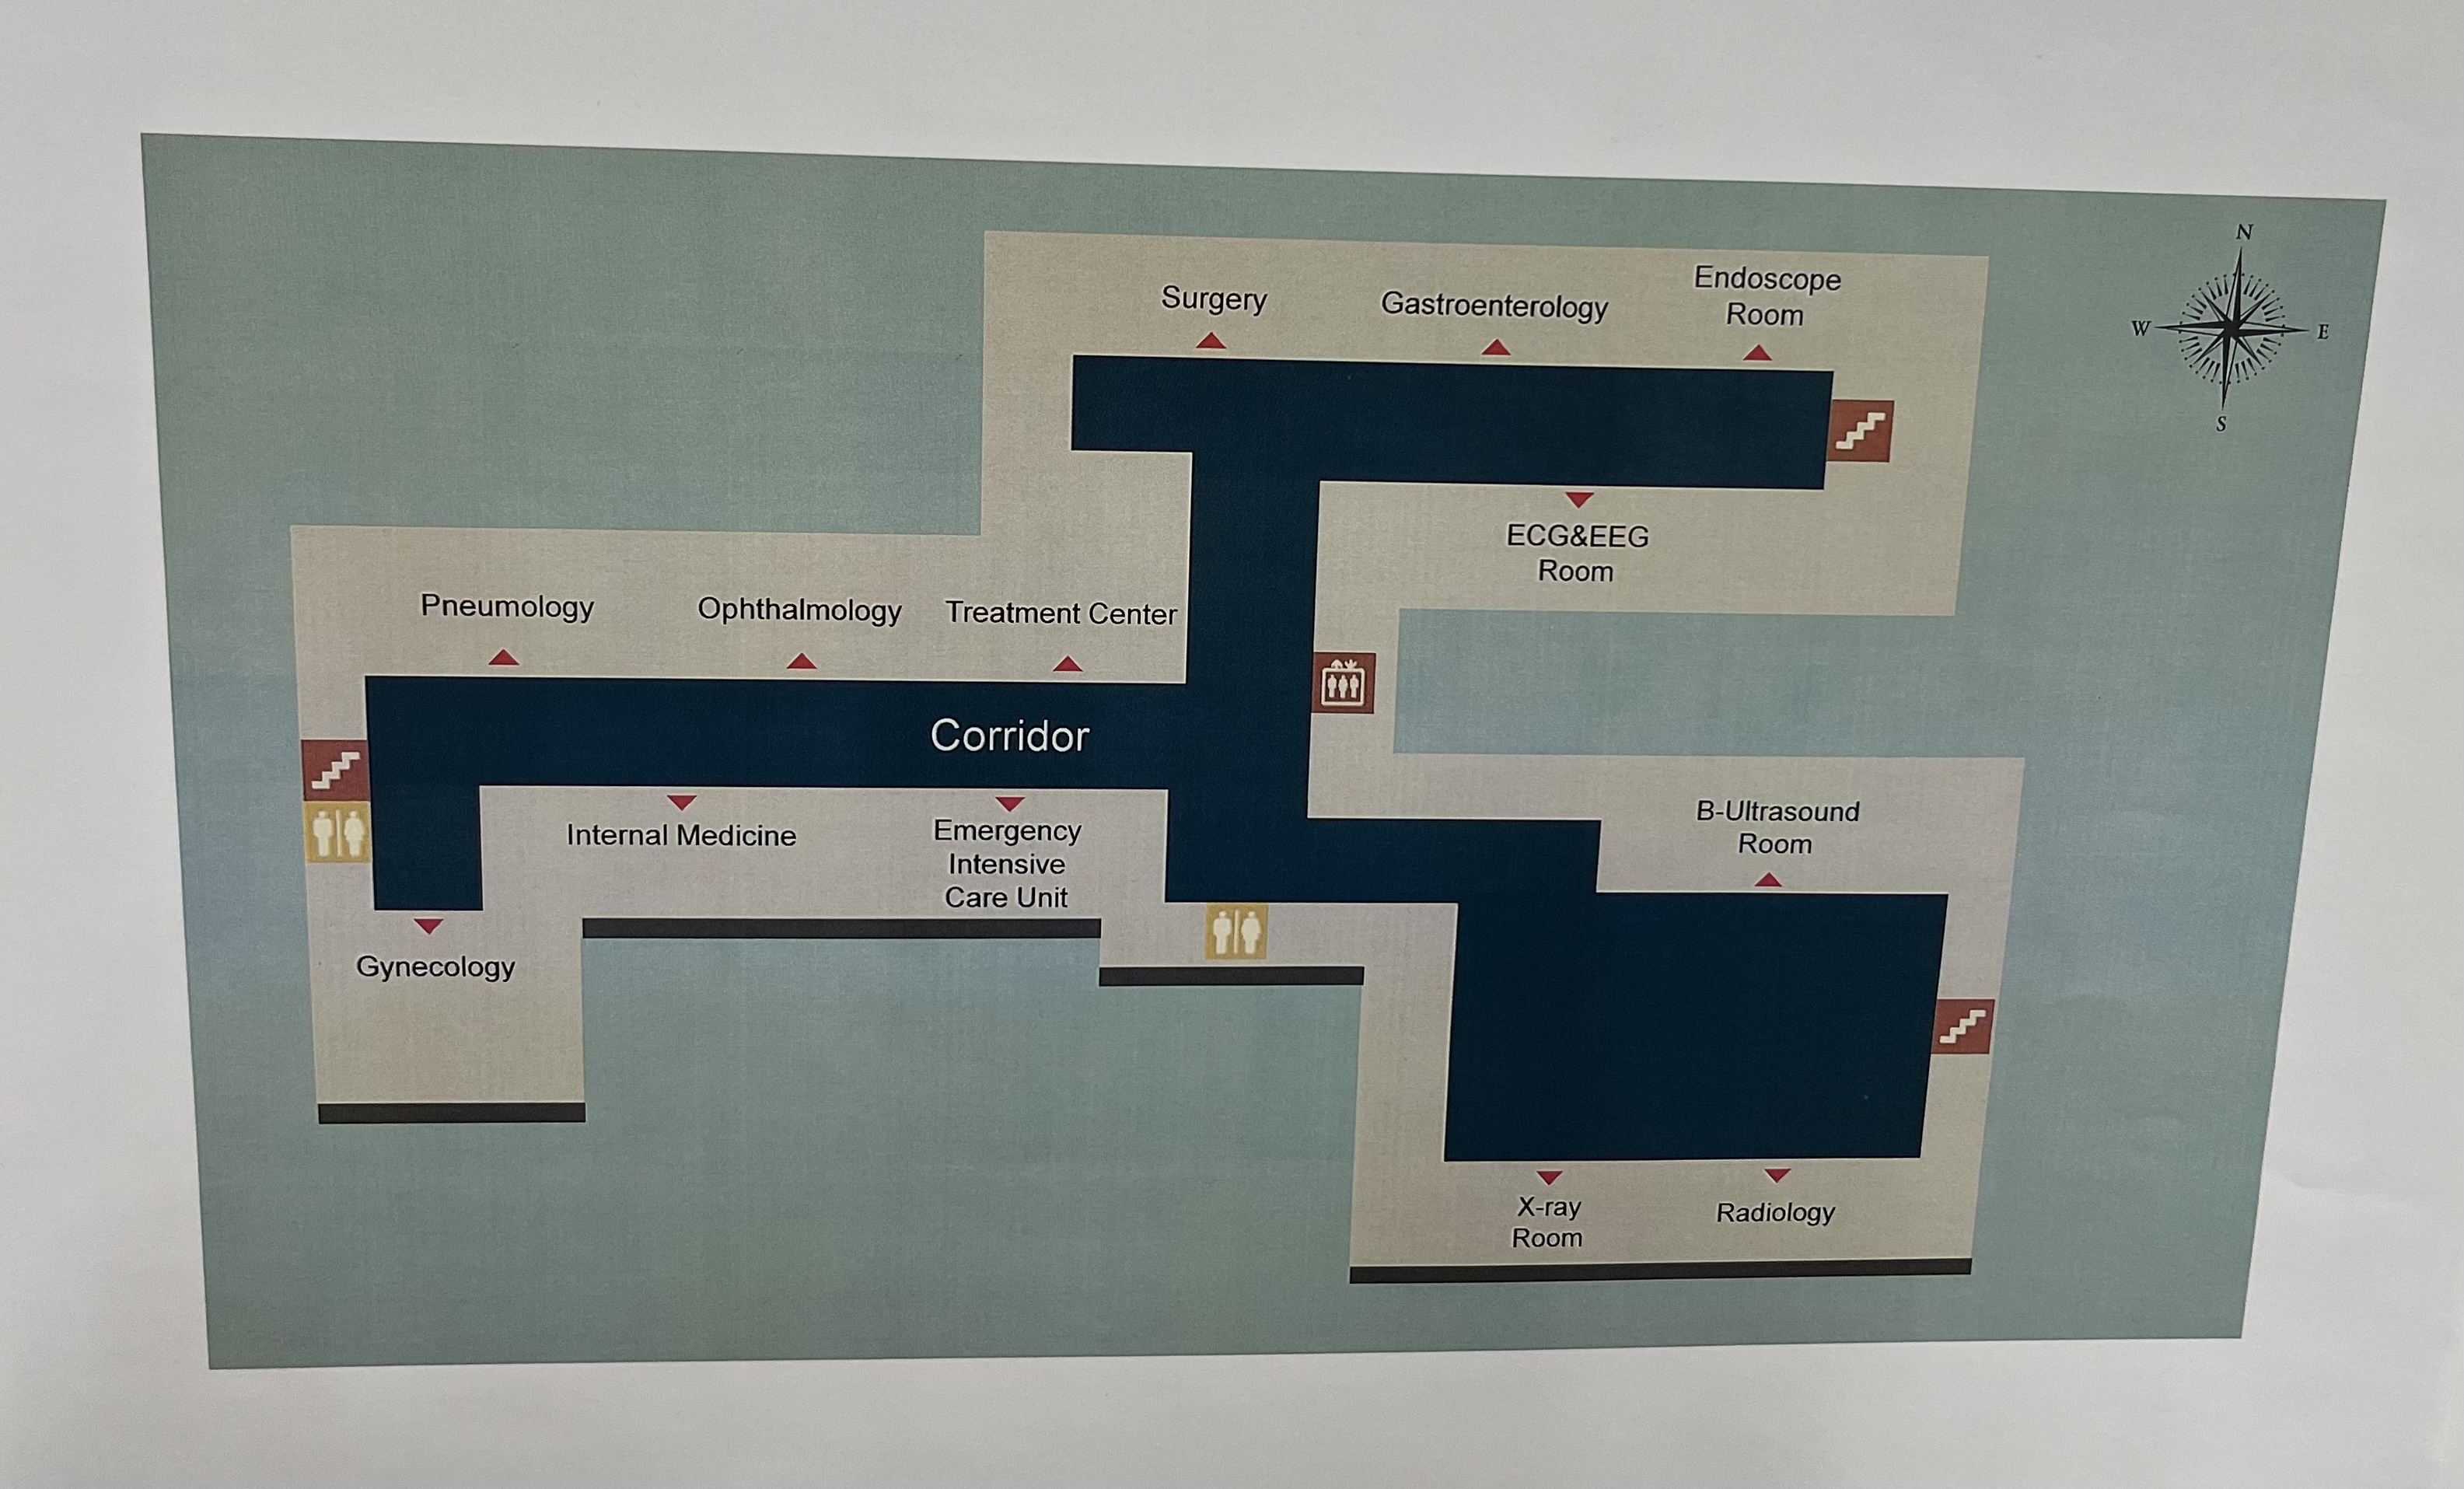 N
W
E
S
Surgery
Gastroenterology
Endoscope
Room
ECG&EEG
Room
Pneumology
Ophthalmology
Treatment Center
Corridor
Internal Medicine
Emergency
Intensive
Care Unit
Gynecology
B-Ultrasound
Room
X-ray
Room
Radiology